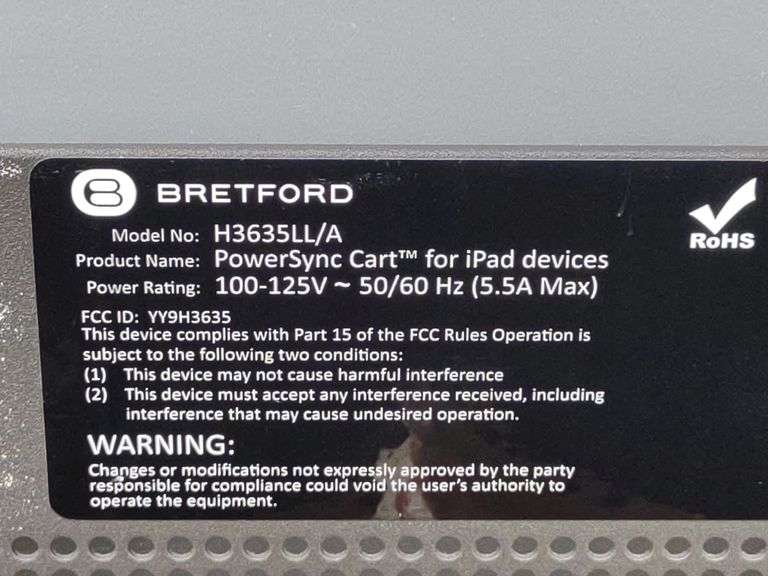 BRETFORD
Model No: H3635LL/A
Product Name: PowerSync Cart™ for iPad devices
Power Rating: 100-125V ~ 50/60 Hz (5.5A Max)
RoHS
FCC ID: YY9H3635
This device complies with Part 15 of the FCC Rules Operation is
subject to the following two conditions:
(1) This device may not cause harmful interference
(2) This device must accept any interference received, including
interference that may cause undesired operation.
WARNING:
Changes or modifications not expressly approved by the party
responsible for compliance could void the user's authority to
operate the equipment.